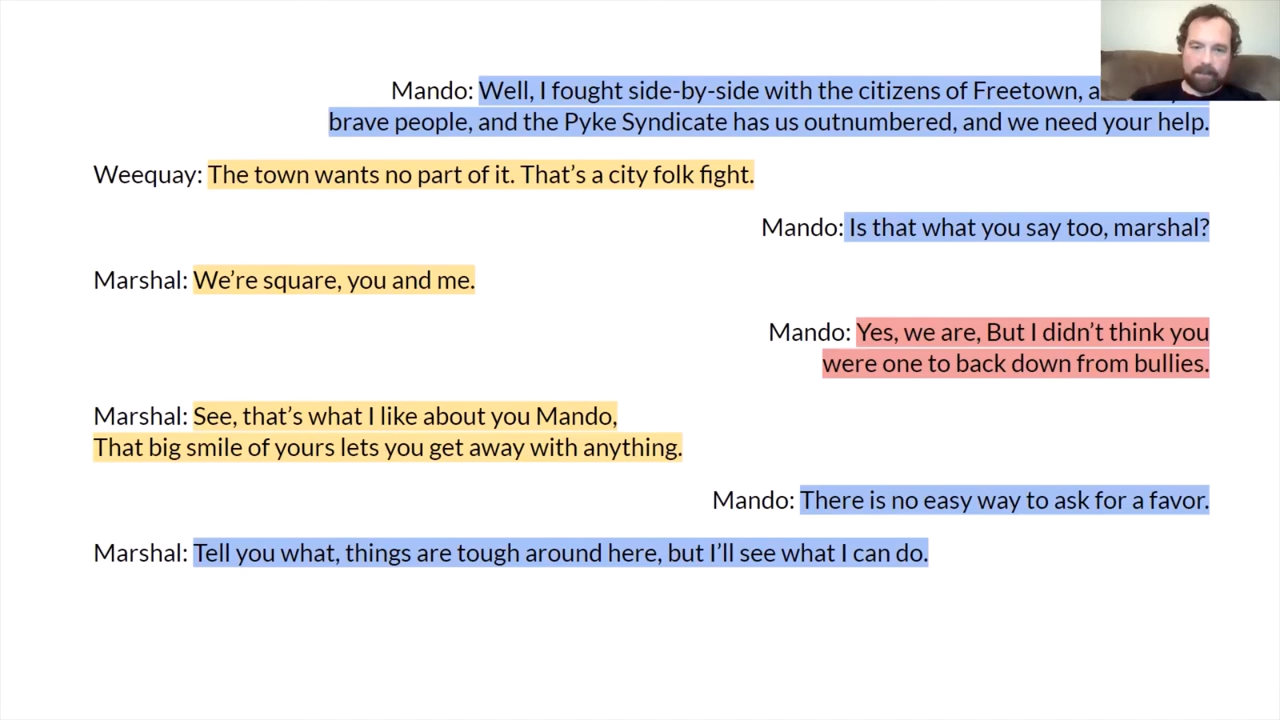 Mando: Well, I fought side-by-side with the citizens of Freetown,
brave people, and the Pyke Syndicate has us outnumbered, and we need your help.
Weequay: The town wants no part of it. That’s a city folk fight.
Mando: Is that what you say too, marshal?
Marshal: We’re square, you and me.
Mando: Yes, we are, But I didn’t think you
were one to back down from bullies.
Marshal: See, that’s what I like about you Mando,
That big smile of yours lets you get away with anything.
Mando: There is no easy way to ask for a favor.
Marshal: Tell you what, things are tough around here, but I’ll see what I can do.